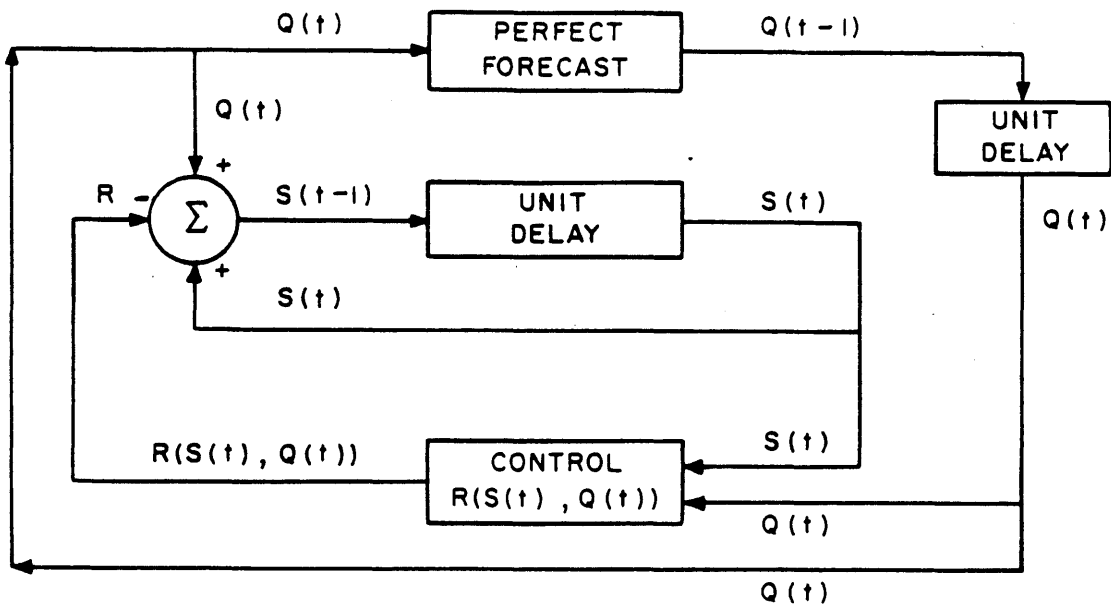 Q(t)
PERFECT
FORECAST
Q(t-1)
UNIT
DELAY
Q(t)
Q(t)
R
-
+
Σ
+
S(t-1)
UNIT
DELAY
S(t)
S(t)
R(S(t), Q(t))
CONTROL
R(S(t), Q(t))
S(t)
Q(t)
Q(t)